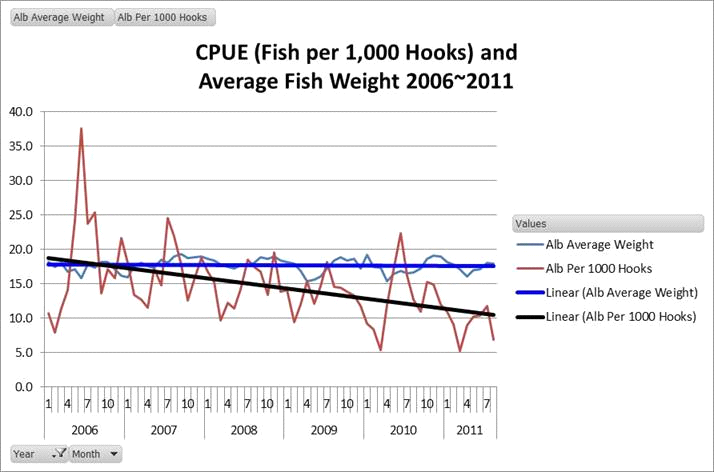 Alb Average Weight Alb Per 1000 Hooks
CPUE (Fish per 1,000 Hooks) and
Average Fish Weight 2006~2011
40.0
35.0
30.0
25.0
20.0
15.0
10.0
5.0
0.0
Values
Alb Average Weight
Alb Per 1000 Hooks
Linear (Alb Average Weight)
Linear (Alb Per 1000 Hooks)
1 4 7 10 1 4 7 10 1 4 7 10 1 4 7 10 1 4 7 10 1 4 7
2006 2007 2008 2009 2010 2011
Year Month